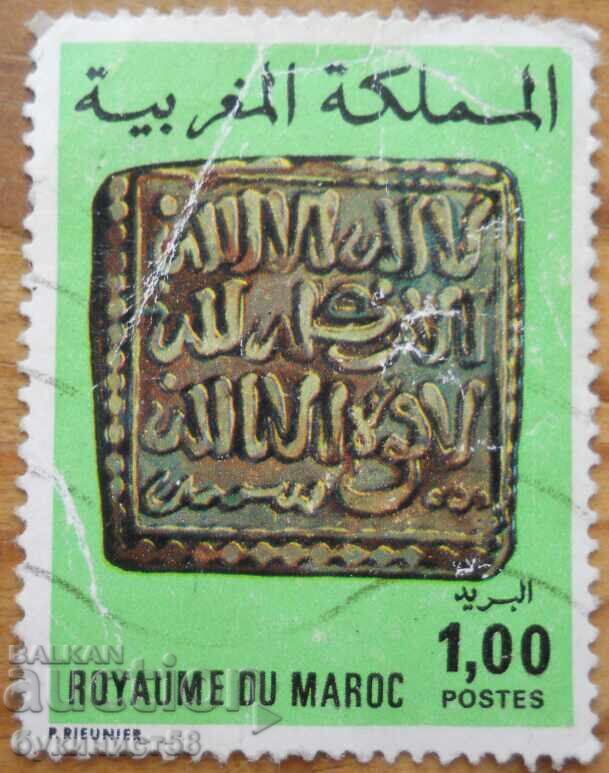 المملكة المغربية
لا اله الا الله
الامر كله لله
لا قوة الا بالله
البريد
1,00
ROYAUME DU MAROC POSTES
P. RIEUNIER
BALKAN
auction
букинист58